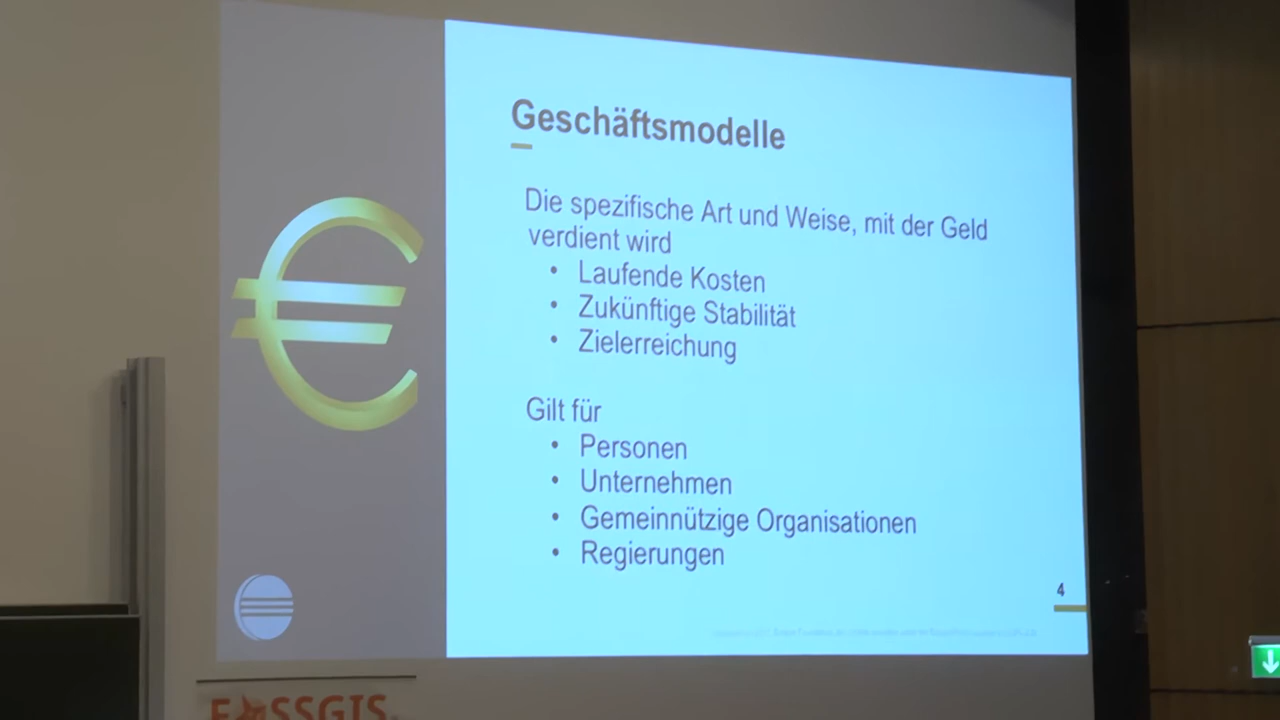 Geschäftsmodelle
Die spezifische Art und Weise, mit der Geld
verdient wird
• Laufende Kosten
• Zukünftige Stabilität
• Zielerreichung
Gilt für
• Personen
• Unternehmen
• Gemeinnützige Organisationen
• Regierungen
4
FOSSGIS